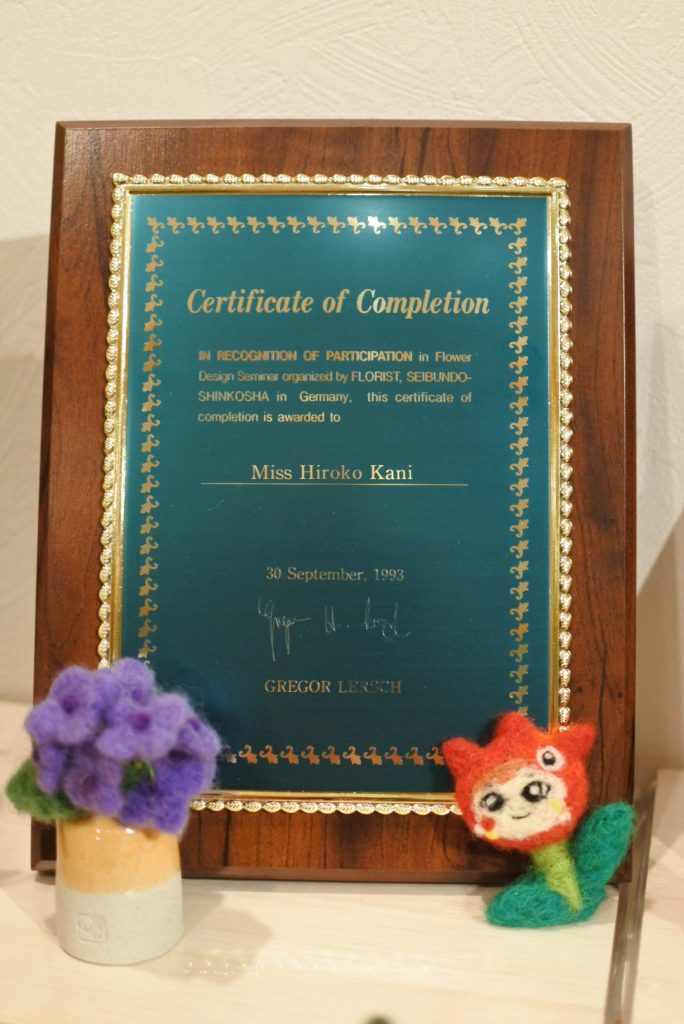 Certificate of Completion
IN RECOGNITION OF PARTICIPATION in Flower
Design Seminar organized by FLORIST, SEIBUNDO-
SHINKOSHA in Germany, this certificate of
completion is awarded to
Miss Hiroko Kani
30 September, 1993
GREGOR LERSCH